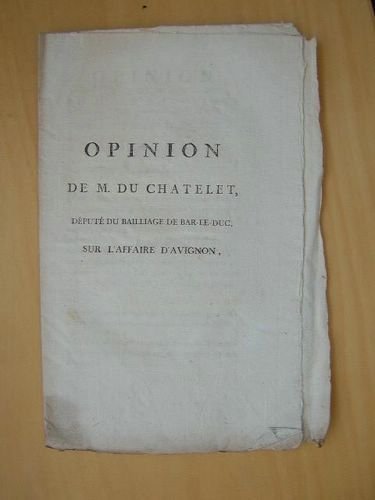 OPINION
DE M. DU CHATELET,
DÉPUTÉ DU BAILLIAGE DE BAR-LE-DUC,
SUR L'AFFAIRE D'AVIGNON,